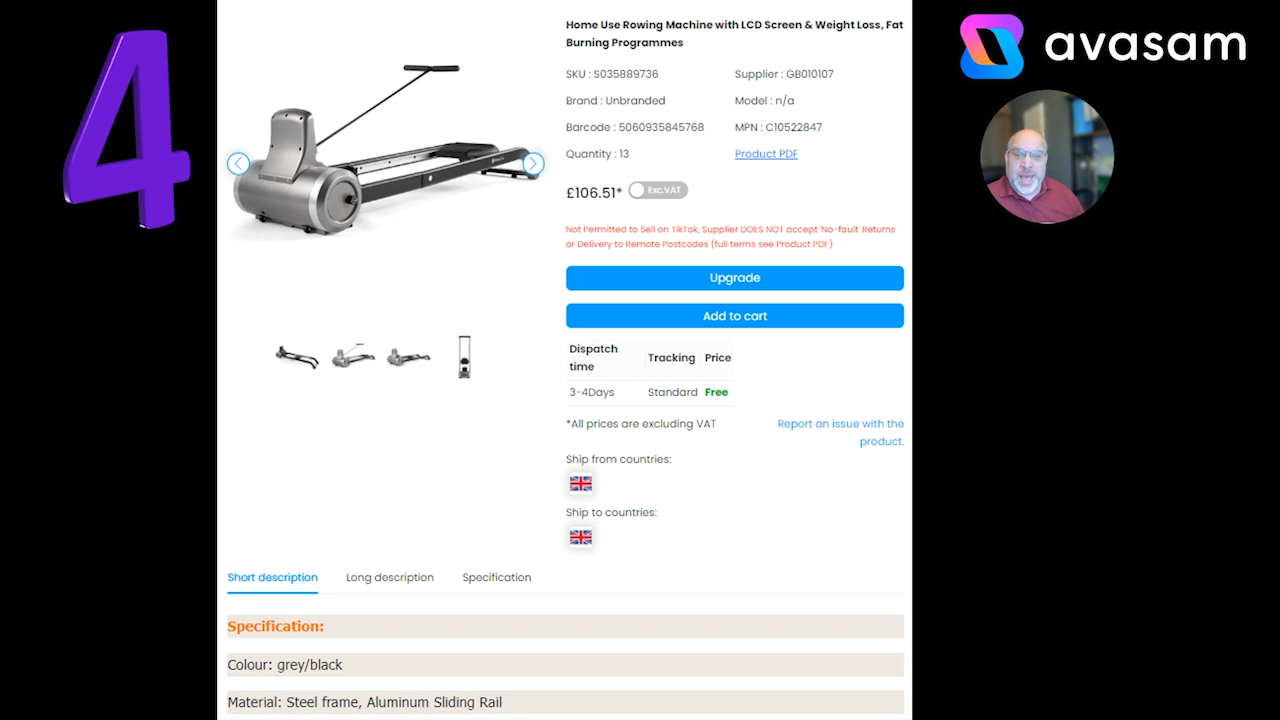 4
avasam
Home Use Rowing Machine with LCD Screen & Weight Loss, Fat
Burning Programmes
SKU : S035889736
Supplier : GB010107
Brand : Unbranded
Model : n/a
Barcode : 5060935845768
MPN : C10522847
Quantity : 13
Product PDF
£106.51*
Exc.VAT
Not Permitted to Sell on TikTok, Supplier DOES NOT accept 'No-fault' Returns
or Delivery to Remote Postcodes (full terms see Product PDF)
Upgrade
Add to cart
Dispatch
time
Tracking
Price
3-4Days
Standard
Free
*All prices are excluding VAT
Report an issue with the
product.
Ship from countries:
Ship to countries:
Short description
Long description
Specification
Specification:
Colour: grey/black
Material: Steel frame, Aluminum Sliding Rail